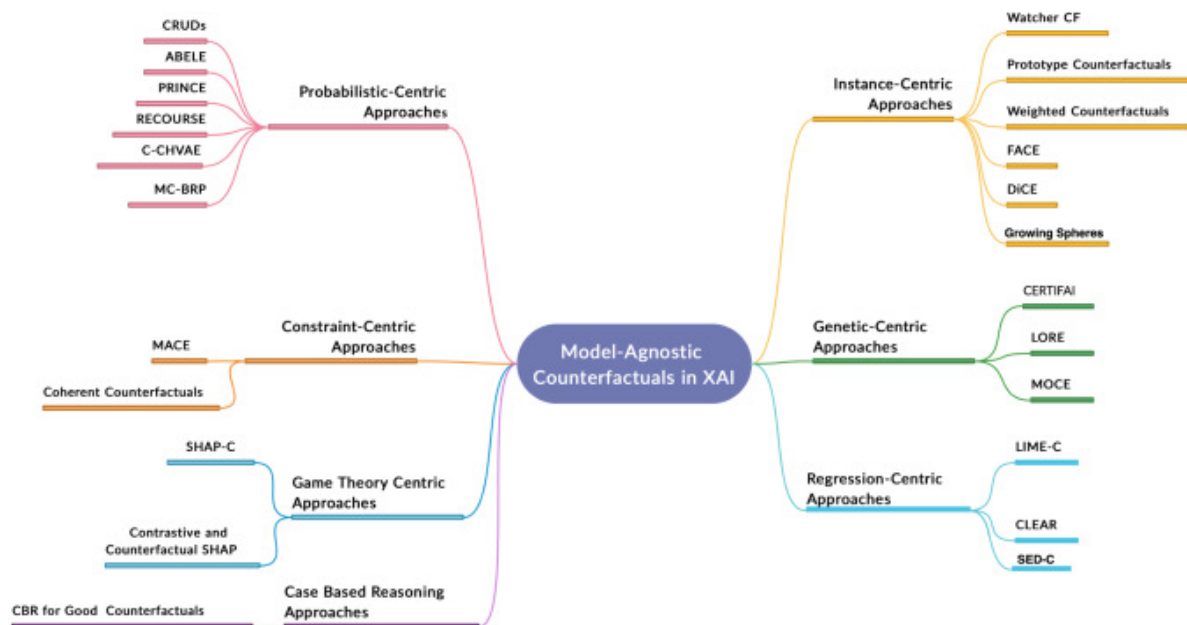 CRUDs
ABELE
PRINCE
RECOURSE
C-CHVAE
MC-BRP
Probabilistic-Centric
Approaches
MACE
Coherent Counterfactuals
Constraint-Centric
Approaches
SHAP-C
Contrastive and
Counterfactual SHAP
Game Theory Centric
Approaches
CBR for Good Counterfactuals
Case Based Reasoning
Approaches
Model-Agnostic
Counterfactuals in XAI
Instance-Centric
Approaches
Watcher CF
Prototype Counterfactuals
Weighted Counterfactuals
FACE
DiCE
Growing Spheres
Genetic-Centric
Approaches
CERTIFAI
LORE
MOCE
Regression-Centric
Approaches
LIME-C
CLEAR
SED-C